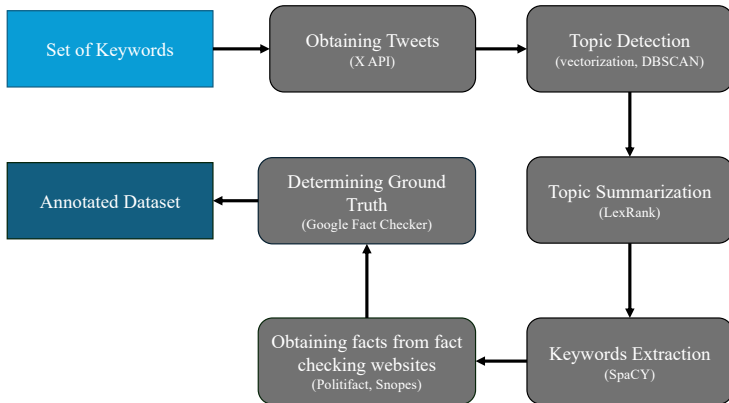 Set of Keywords
Obtaining Tweets
(X API)
Topic Detection
(vectorization, DBSCAN)
Topic Summarization
(LexRank)
Keywords Extraction
(SpaCY)
Obtaining facts from fact
checking websites
(Politifact, Snopes)
Determining Ground
Truth
(Google Fact Checker)
Annotated Dataset